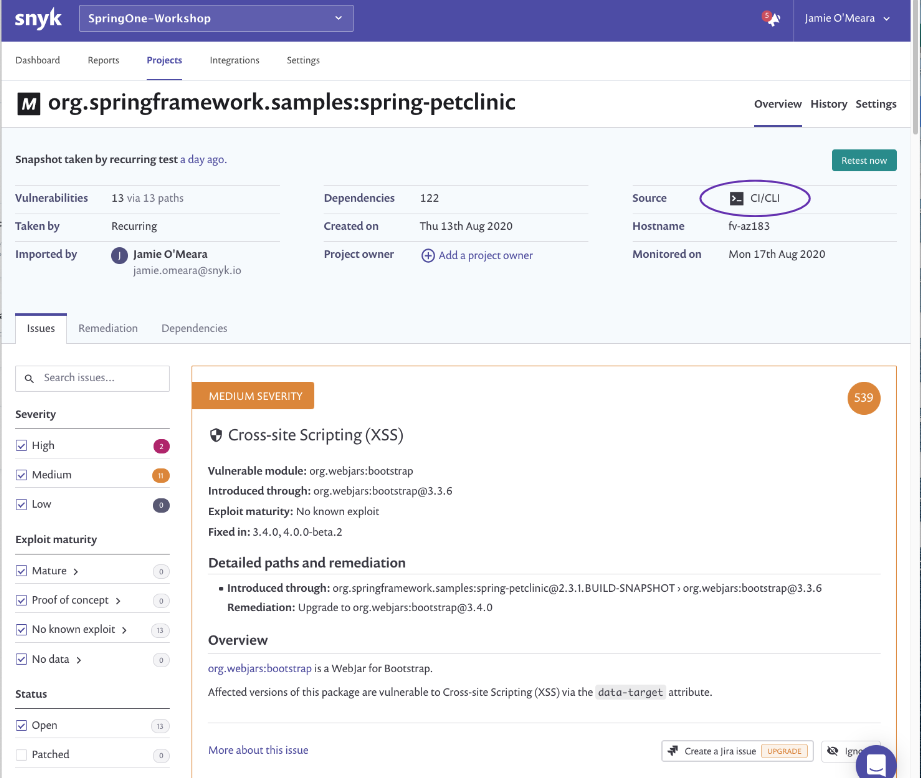 snyk
SpringOne-Workshop
5
Jamie O'Meara
Dashboard Reports Projects Integrations Settings
M org.springframework.samples:spring-petclinic
Overview History Settings
Snapshot taken by recurring test a day ago.
Retest now
Vulnerabilities 13 via 13 paths
Dependencies 122
Source CI/CLI
Taken by Recurring
Created on Thu 13th Aug 2020
Hostname fv-az183
Imported by J Jamie O'Meara
jamie.omeara@snyk.io
Project owner Add a project owner
Monitored on Mon 17th Aug 2020
Issues Remediation Dependencies
Search issues...
Severity
High 2
Medium 11
Low 0
Exploit maturity
Mature > 0
Proof of concept > 0
No known exploit > 13
No data > 0
Status
Open 13
Patched 0
MEDIUM SEVERITY
539
Cross-site Scripting (XSS)
Vulnerable module: org.webjars:bootstrap
Introduced through: org.webjars:bootstrap@3.3.6
Exploit maturity: No known exploit
Fixed in: 3.4.0, 4.0.0-beta.2
Detailed paths and remediation
• Introduced through: org.springframework.samples:spring-petclinic@2.3.1.BUILD-SNAPSHOT › org.webjars:bootstrap@3.3.6
Remediation: Upgrade to org.webjars:bootstrap@3.4.0
Overview
org.webjars:bootstrap is a WebJar for Bootstrap.
Affected versions of this package are vulnerable to Cross-site Scripting (XSS) via the data-target attribute.
More about this issue
Create a Jira issue UPGRADE
Igno